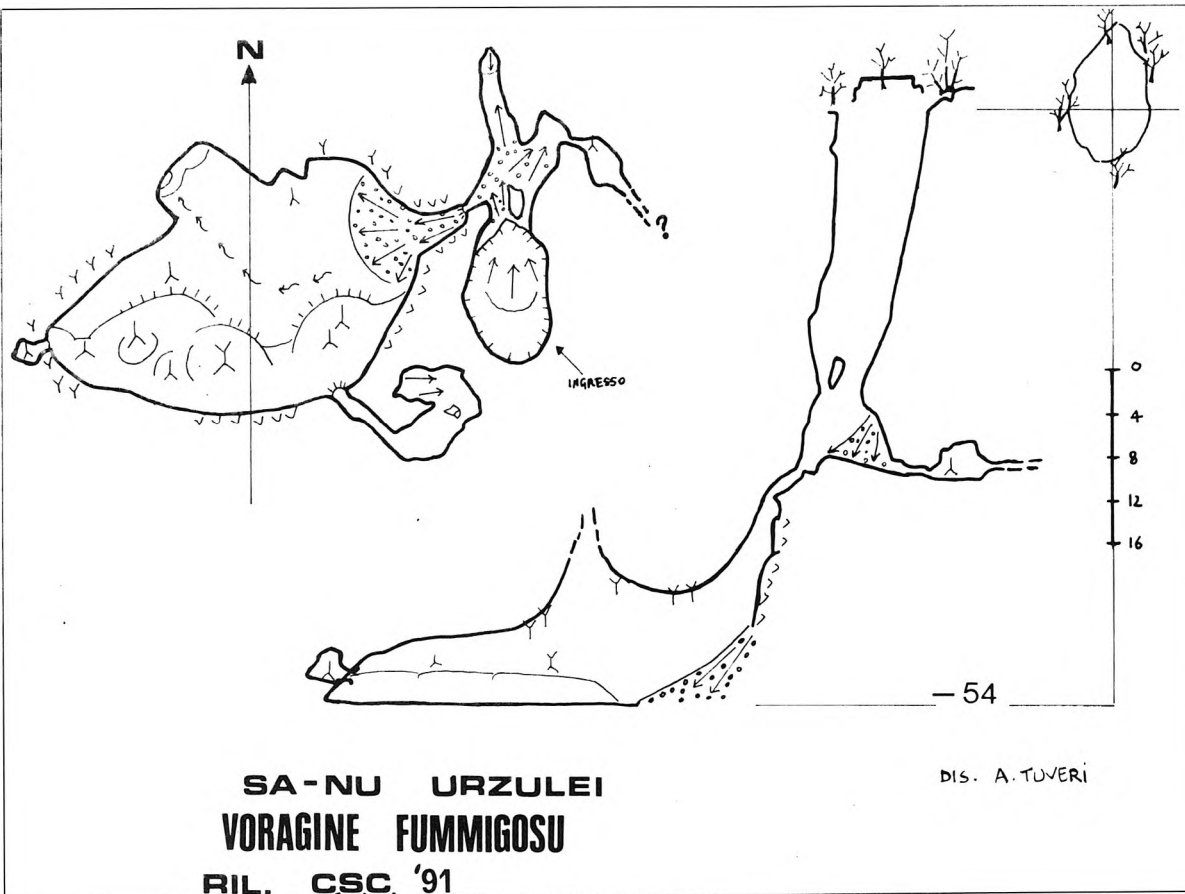 N
?
INGRESSO
0
4
8
12
16
-54
SA-NU URZULEI
VORAGINE FUMMIGOSU
RIL. CSC. '91
DIS. A. TUVERI